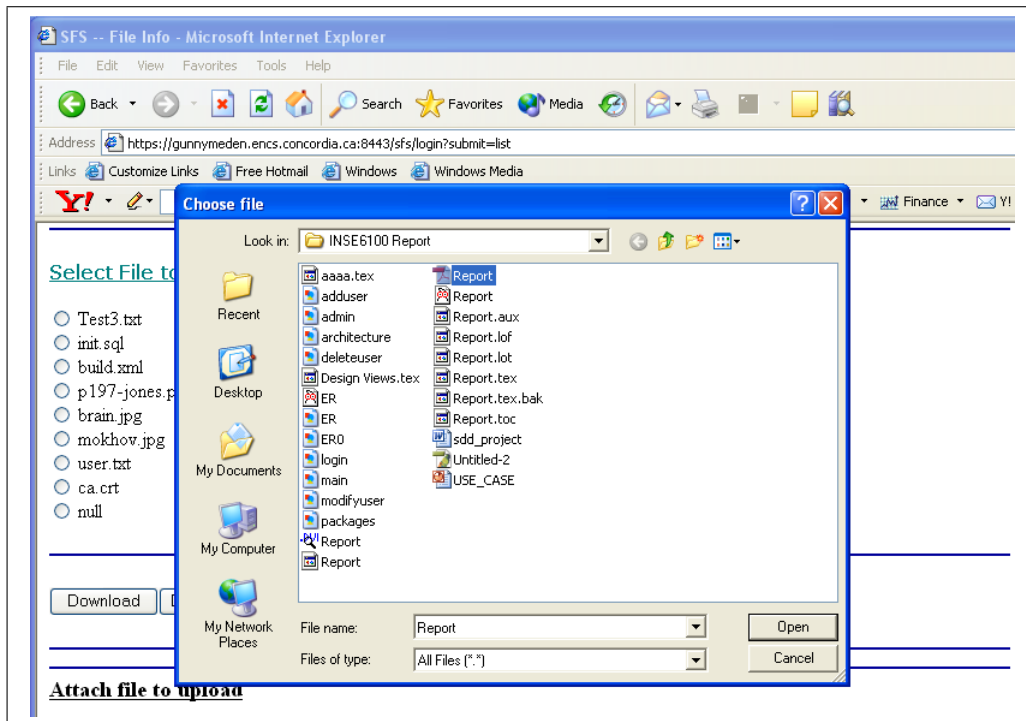 SFS -- File Info - Microsoft Internet Explorer
File Edit View Favorites Tools Help
Back Search Favorites Media
Address https://gunnymeden.encs.concordia.ca:8443/sfs/login?submit=list
Links Customize Links Free Hotmail Windows Windows Media
Y! Finance Y!
Choose file
Look in: INSE6100 Report
Select File to
Test3.txt
init.sql
build.xml
p197-jones.p
brain.jpg
mokhov.jpg
user.txt
ca.crt
null
Recent
Desktop
My Documents
My Computer
My Network
Places
aaaa.tex
adduser
admin
architecture
deleteuser
Design Views.tex
ER
ER
ER0
login
main
modifyuser
packages
Report
Report
Report
Report
Report.aux
Report.lof
Report.lot
Report.tex
Report.tex.bak
Report.toc
sdd_project
Untitled-2
USE_CASE
File name: Report Open
Files of type: All Files (*.*) Cancel
Download
Attach file to upload